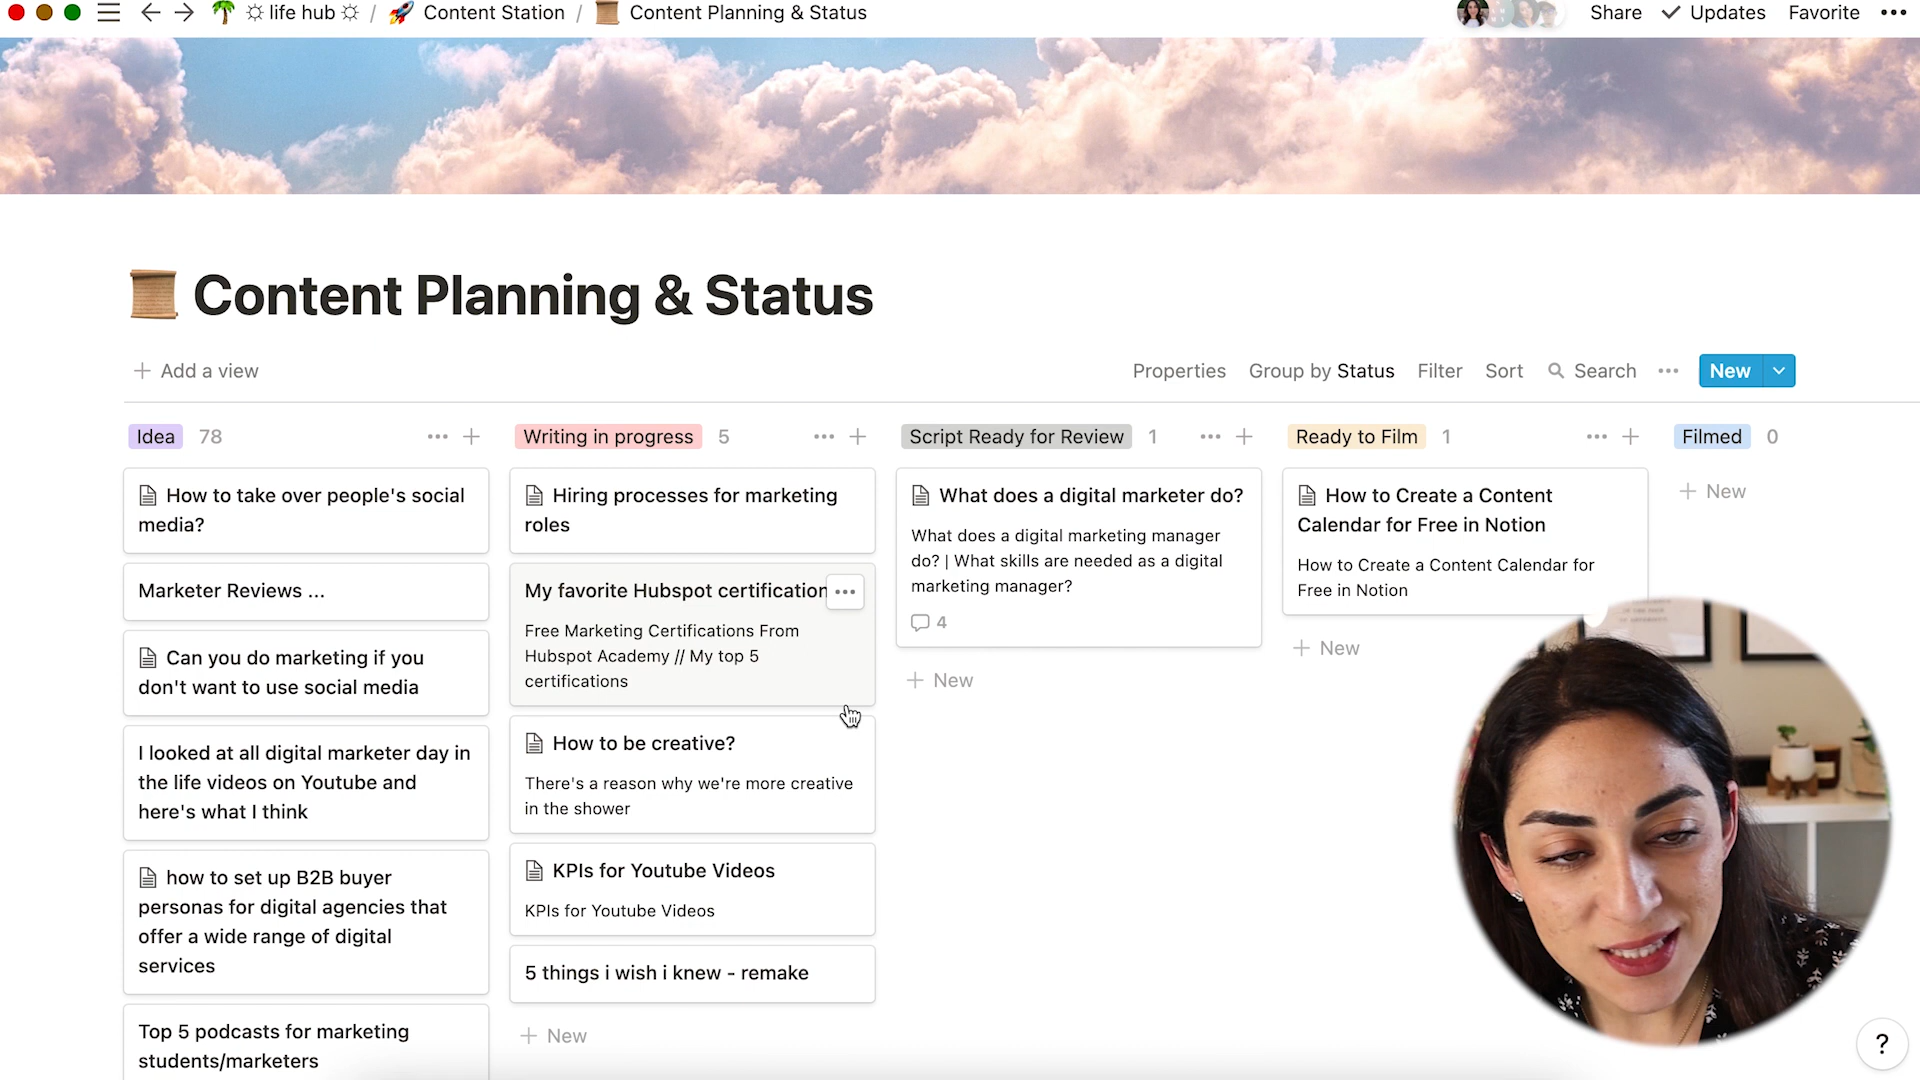 life hub / Content Station / Content Planning & Status
Share Updates Favorite
Content Planning & Status
Add a view
Properties Group by Status Filter Sort Search New
Idea 78
How to take over people's social
media?
Marketer Reviews ...
Can you do marketing if you
don't want to use social media
I looked at all digital marketer day in
the life videos on Youtube and
here's what I think
how to set up B2B buyer
personas for digital agencies that
offer a wide range of digital
services
Top 5 podcasts for marketing
students/marketers
Writing in progress 5
Hiring processes for marketing
roles
My favorite Hubspot certification
Free Marketing Certifications From
Hubspot Academy // My top 5
certifications
How to be creative?
There's a reason why we're more creative
in the shower
KPIs for Youtube Videos
KPIs for Youtube Videos
5 things i wish i knew - remake
New
Script Ready for Review 1
What does a digital marketer do?
What does a digital marketing manager
do? | What skills are needed as a digital
marketing manager?
4
New
Ready to Film 1
How to Create a Content
Calendar for Free in Notion
How to Create a Content Calendar for
Free in Notion
New
Filmed 0
New
?